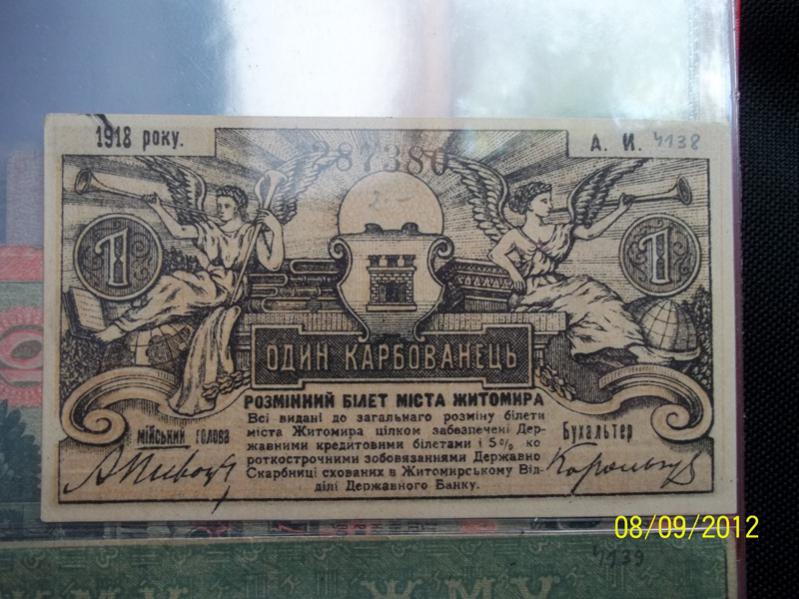 1918 року.
А. И. 4138
287380
2.-
1
1
ОДИН КАРБОВАНЕЦЬ
РОЗМІННИЙ БІЛЕТ МІСТА ЖИТОМИРА
Всі видані до загальнаго розміну білети
міста Житомира цілком забезпечені Дер-
жавними кредитовими білетами і 5% ко
роткострочними зобовязаннями Державно
Скарбниці схованих в Житомирському Від-
ділі Державного Банку.
мійський голова
Бухальтер
08/09/2012
4939